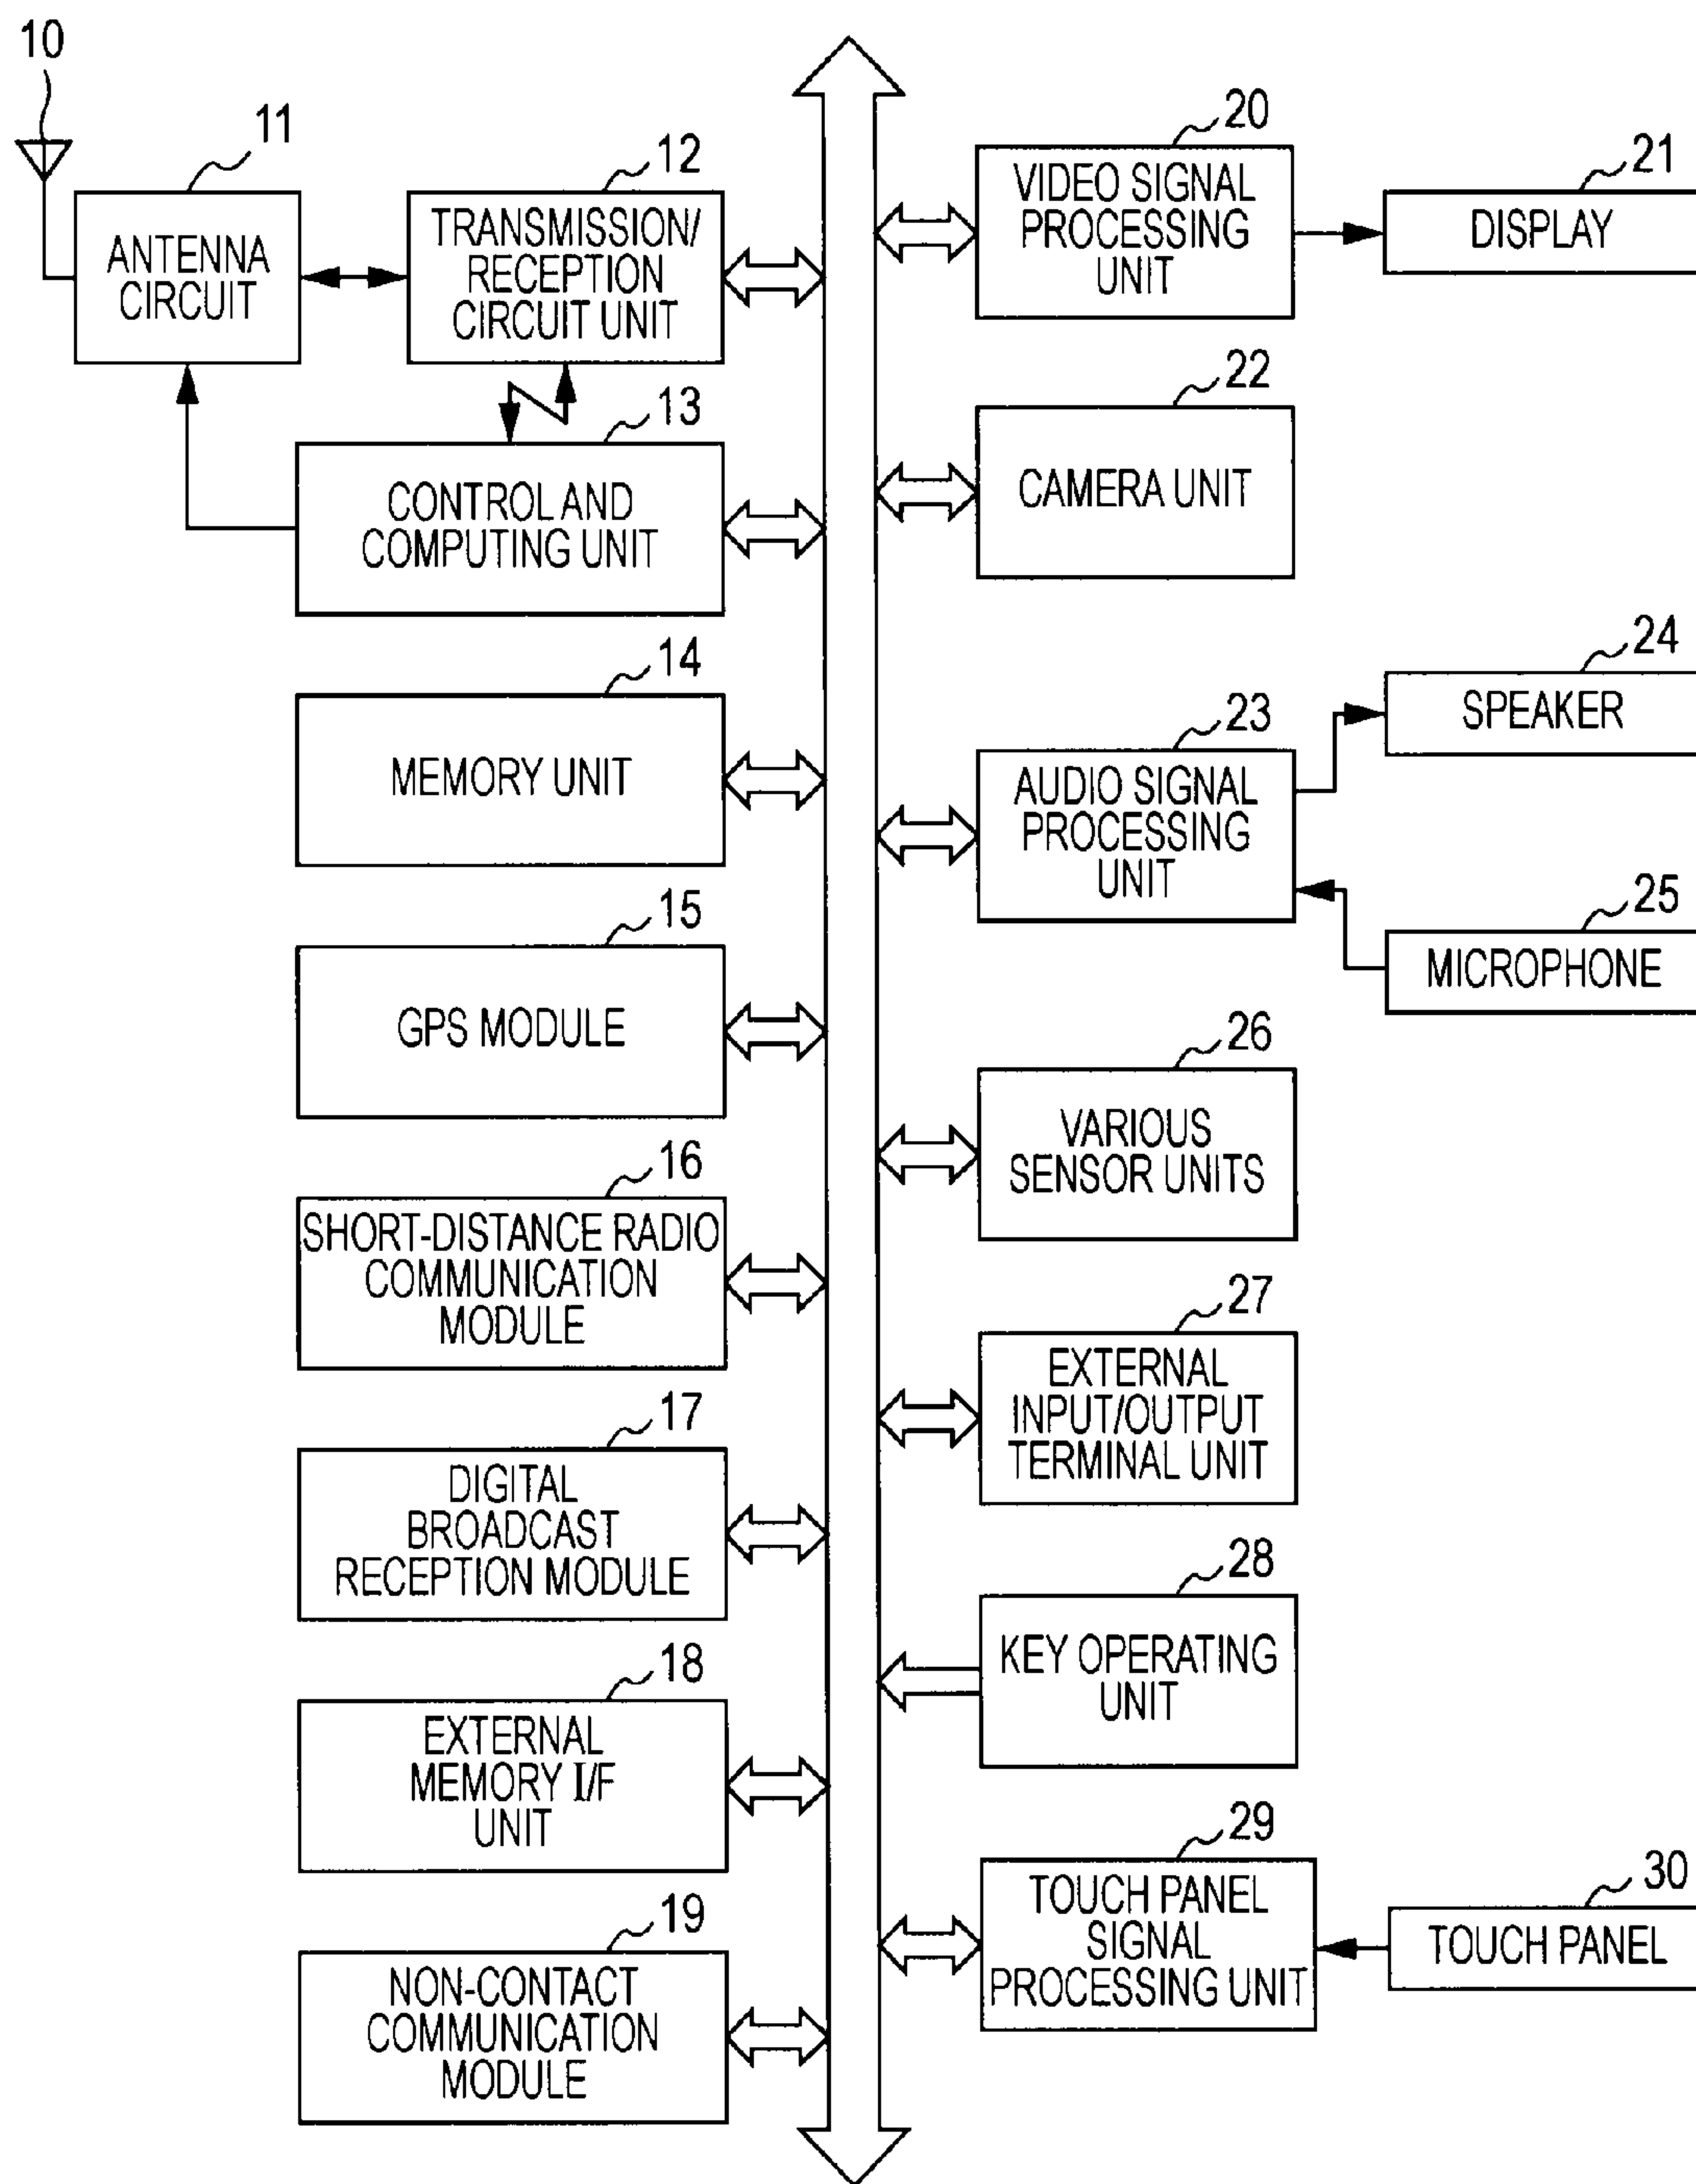 10
11
ANTENNA
CIRCUIT
12
TRANSMISSION/
RECEPTION
CIRCUIT UNIT
13
CONTROL AND
COMPUTING UNIT
14
MEMORY UNIT
15
GPS MODULE
16
SHORT-DISTANCE RADIO
COMMUNICATION
MODULE
17
DIGITAL
BROADCAST
RECEPTION MODULE
18
EXTERNAL
MEMORY I/F
UNIT
19
NON-CONTACT
COMMUNICATION
MODULE
20
VIDEO SIGNAL
PROCESSING
UNIT
21
DISPLAY
22
CAMERA UNIT
23
AUDIO SIGNAL
PROCESSING
UNIT
24
SPEAKER
25
MICROPHONE
26
VARIOUS
SENSOR UNITS
27
EXTERNAL
INPUT/OUTPUT
TERMINAL UNIT
28
KEY OPERATING
UNIT
29
TOUCH PANEL
SIGNAL
PROCESSING UNIT
30
TOUCH PANEL